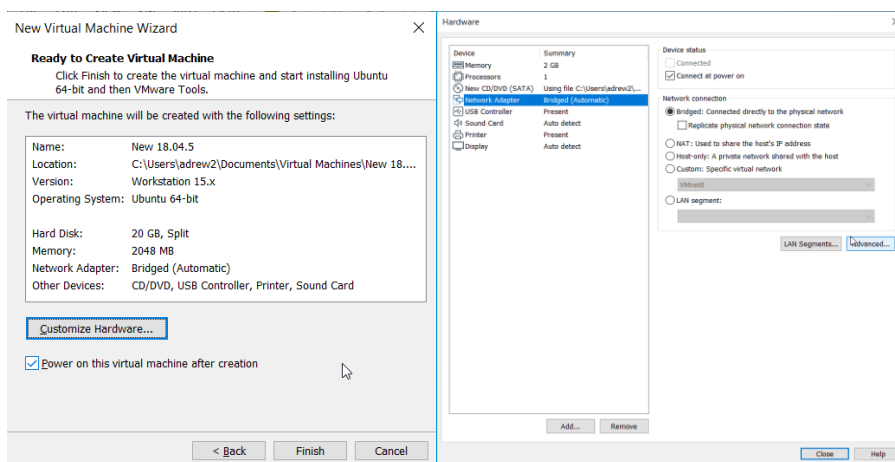 New Virtual Machine Wizard
Ready to Create Virtual Machine
Click Finish to create the virtual machine and start installing Ubuntu
64-bit and then VMware Tools.
The virtual machine will be created with the following settings:
Name: New 18.04.5
Location: C:\Users\adrew2\Documents\Virtual Machines\New 18....
Version: Workstation 15.x
Operating System: Ubuntu 64-bit
Hard Disk: 20 GB, Split
Memory: 2048 MB
Network Adapter: Bridged (Automatic)
Other Devices: CD/DVD, USB Controller, Printer, Sound Card
Customize Hardware...
Power on this virtual machine after creation
< Back Finish Cancel
Hardware
Device Summary
Memory 2 GB
Processors 1
New CD/DVD (SATA) Using file C:\Users\adrew2\...
Network Adapter Bridged (Automatic)
USB Controller Present
Sound Card Auto detect
Printer Present
Display Auto detect
Add... Remove
Device status
Connected
Connect at power on
Network connection
Bridged: Connected directly to the physical network
Replicate physical network connection state
NAT: Used to share the host's IP address
Host-only: A private network shared with the host
Custom: Specific virtual network
VMnet0
LAN segment:
LAN Segments... Advanced...
Close Help